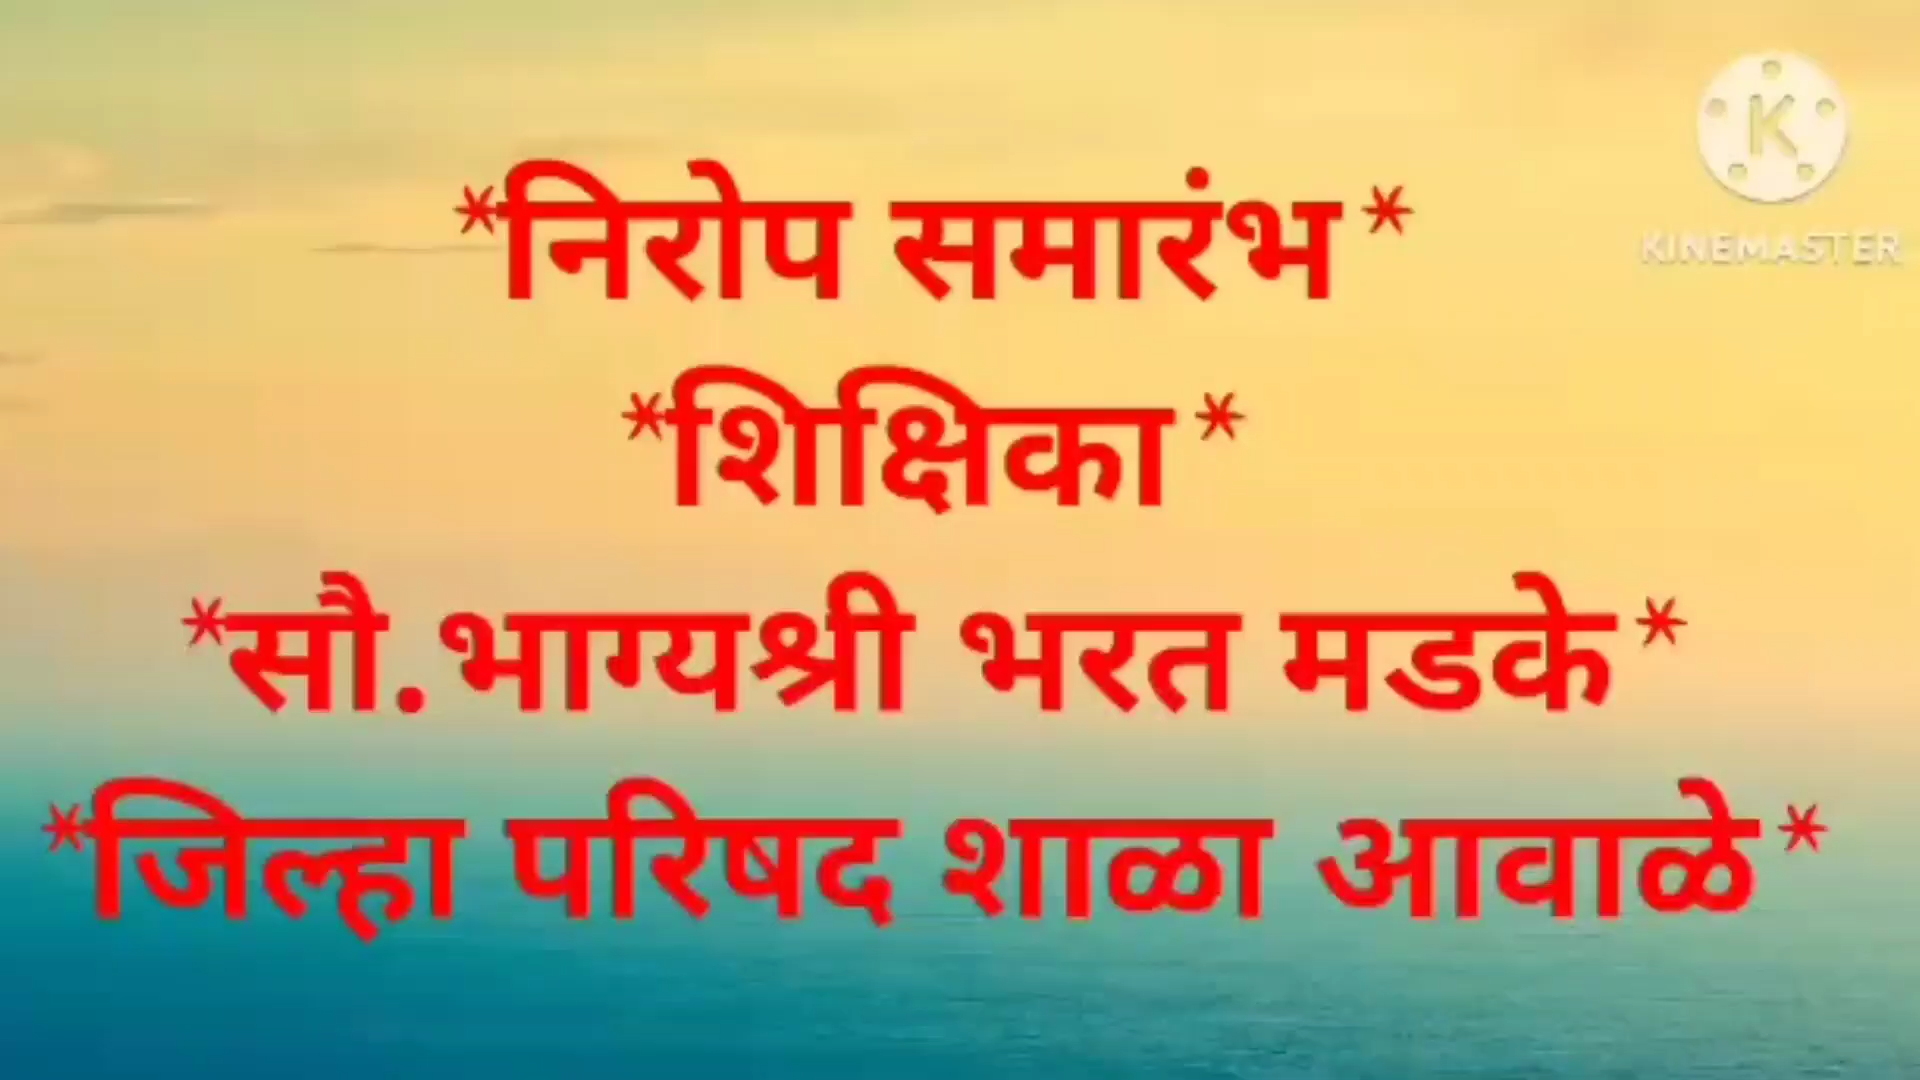 *निरोप समारंभ*
*शिक्षिका*
*सौ.भाग्यश्री भरत मडके*
*जिल्हा परिषद शाळा आवाळे*
K
KINEMASTER